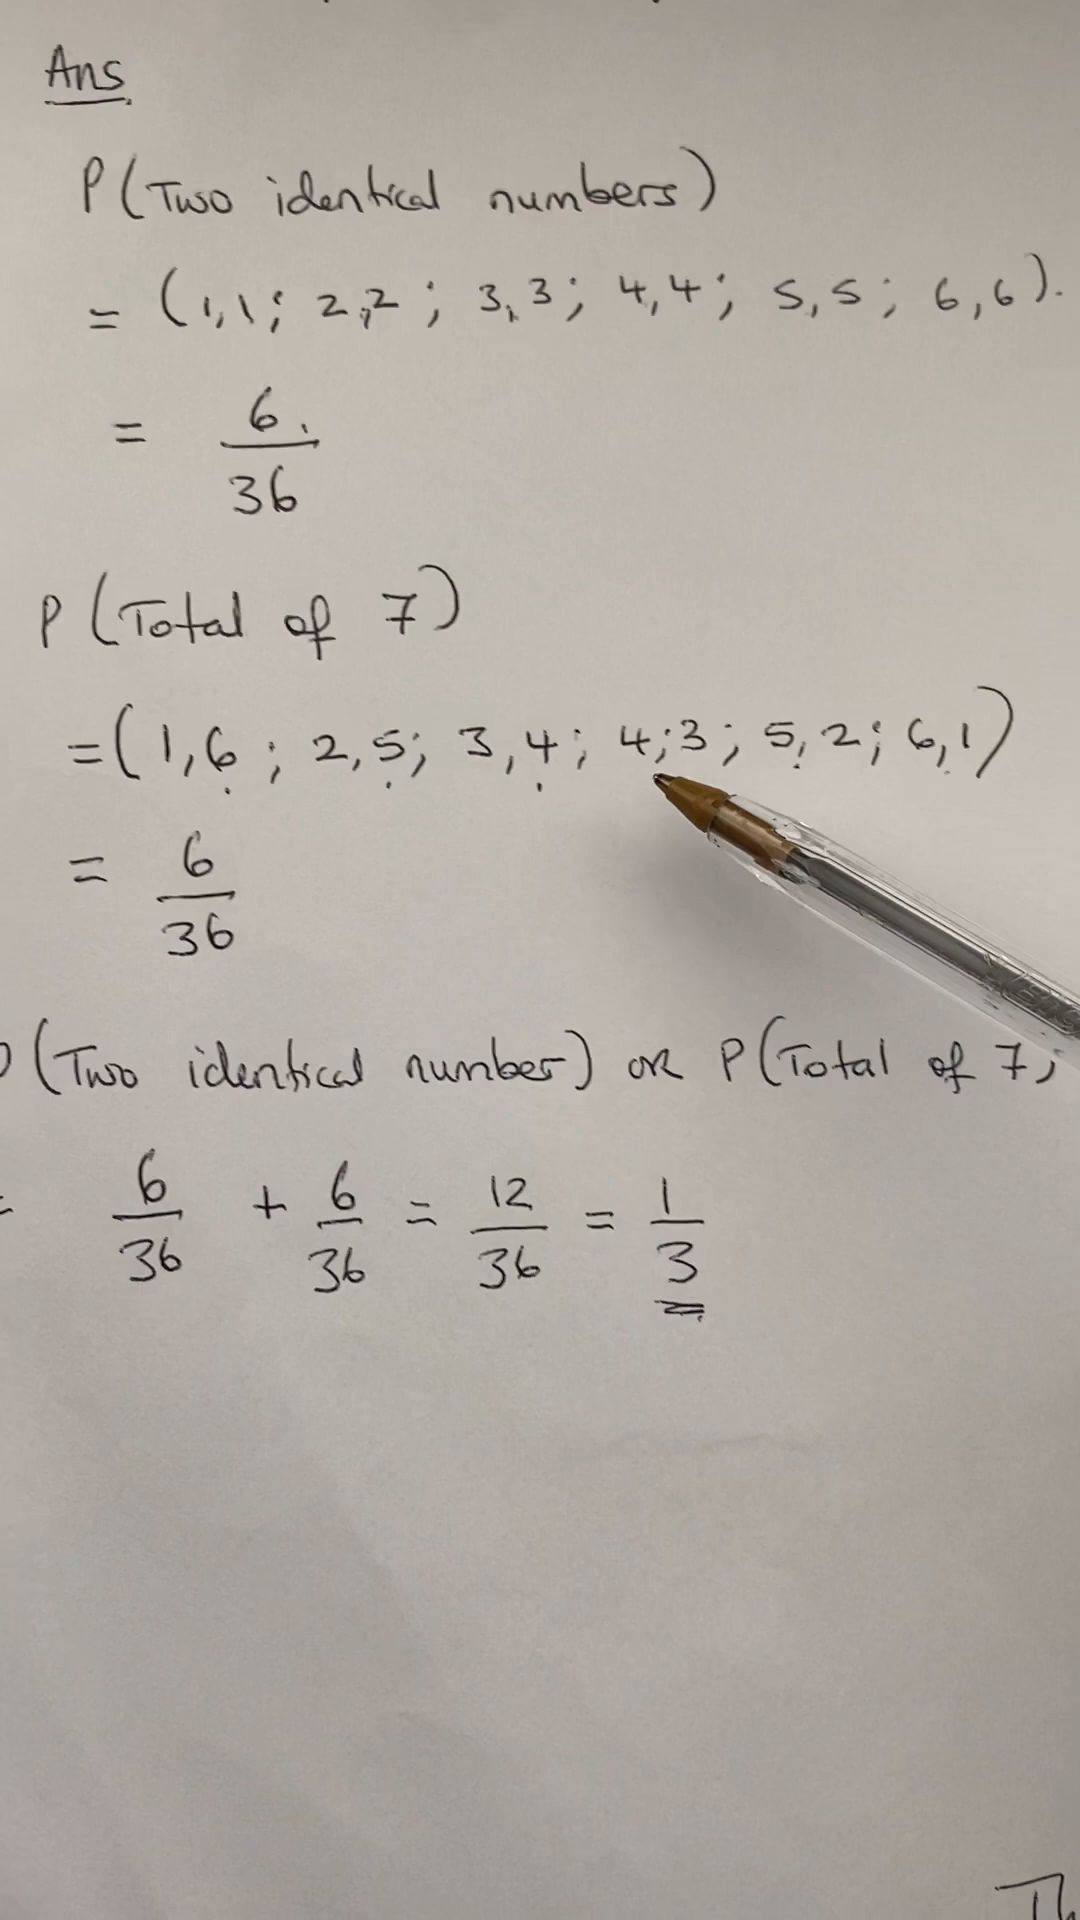 Ans
P (Two identical numbers)
= (1,1; 2,2; 3,3; 4,4; 5,5; 6,6).
= 6/36
P (Total of 7)
= (1,6; 2,5; 3,4; 4;3; 5,2; 6,1)
= 6/36
(Two identical number) or P (Total of 7)
= 6/36 + 6/36 = 12/36 = 1/3
Th